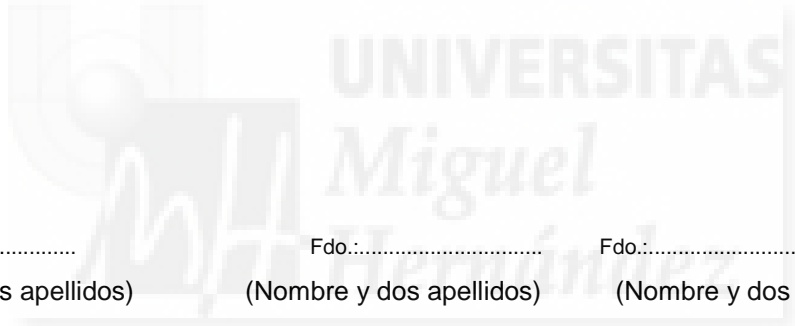 UNIVERSITAS
Miguel
Hernández
.............. Fdo.:............................... Fdo.:.........................
apellidos) (Nombre y dos apellidos) (Nombre y dos